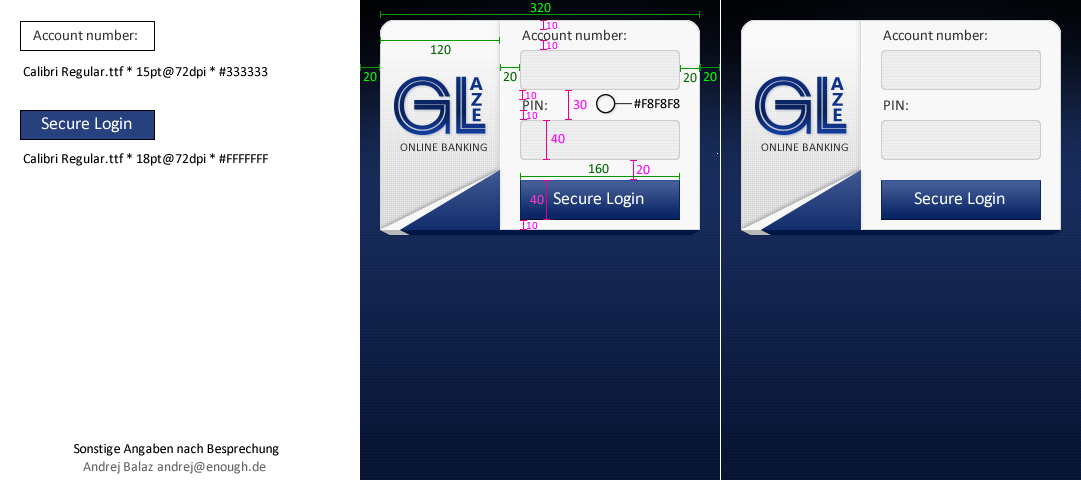 Account number:
Calibri Regular.ttf * 15pt@72dpi * #333333
Secure Login
Calibri Regular.ttf * 18pt@72dpi * #FFFFFFF
Sonstige Angaben nach Besprechung
Andrej Balaz andrej@enough.de
320
10
Account number:
10
120
20
20
20
20
GLAZE
ONLINE BANKING
10
PIN:
10
30
#F8F8F8
40
160
20
40
Secure Login
10
Account number:
GLAZE
ONLINE BANKING
PIN:
Secure Login